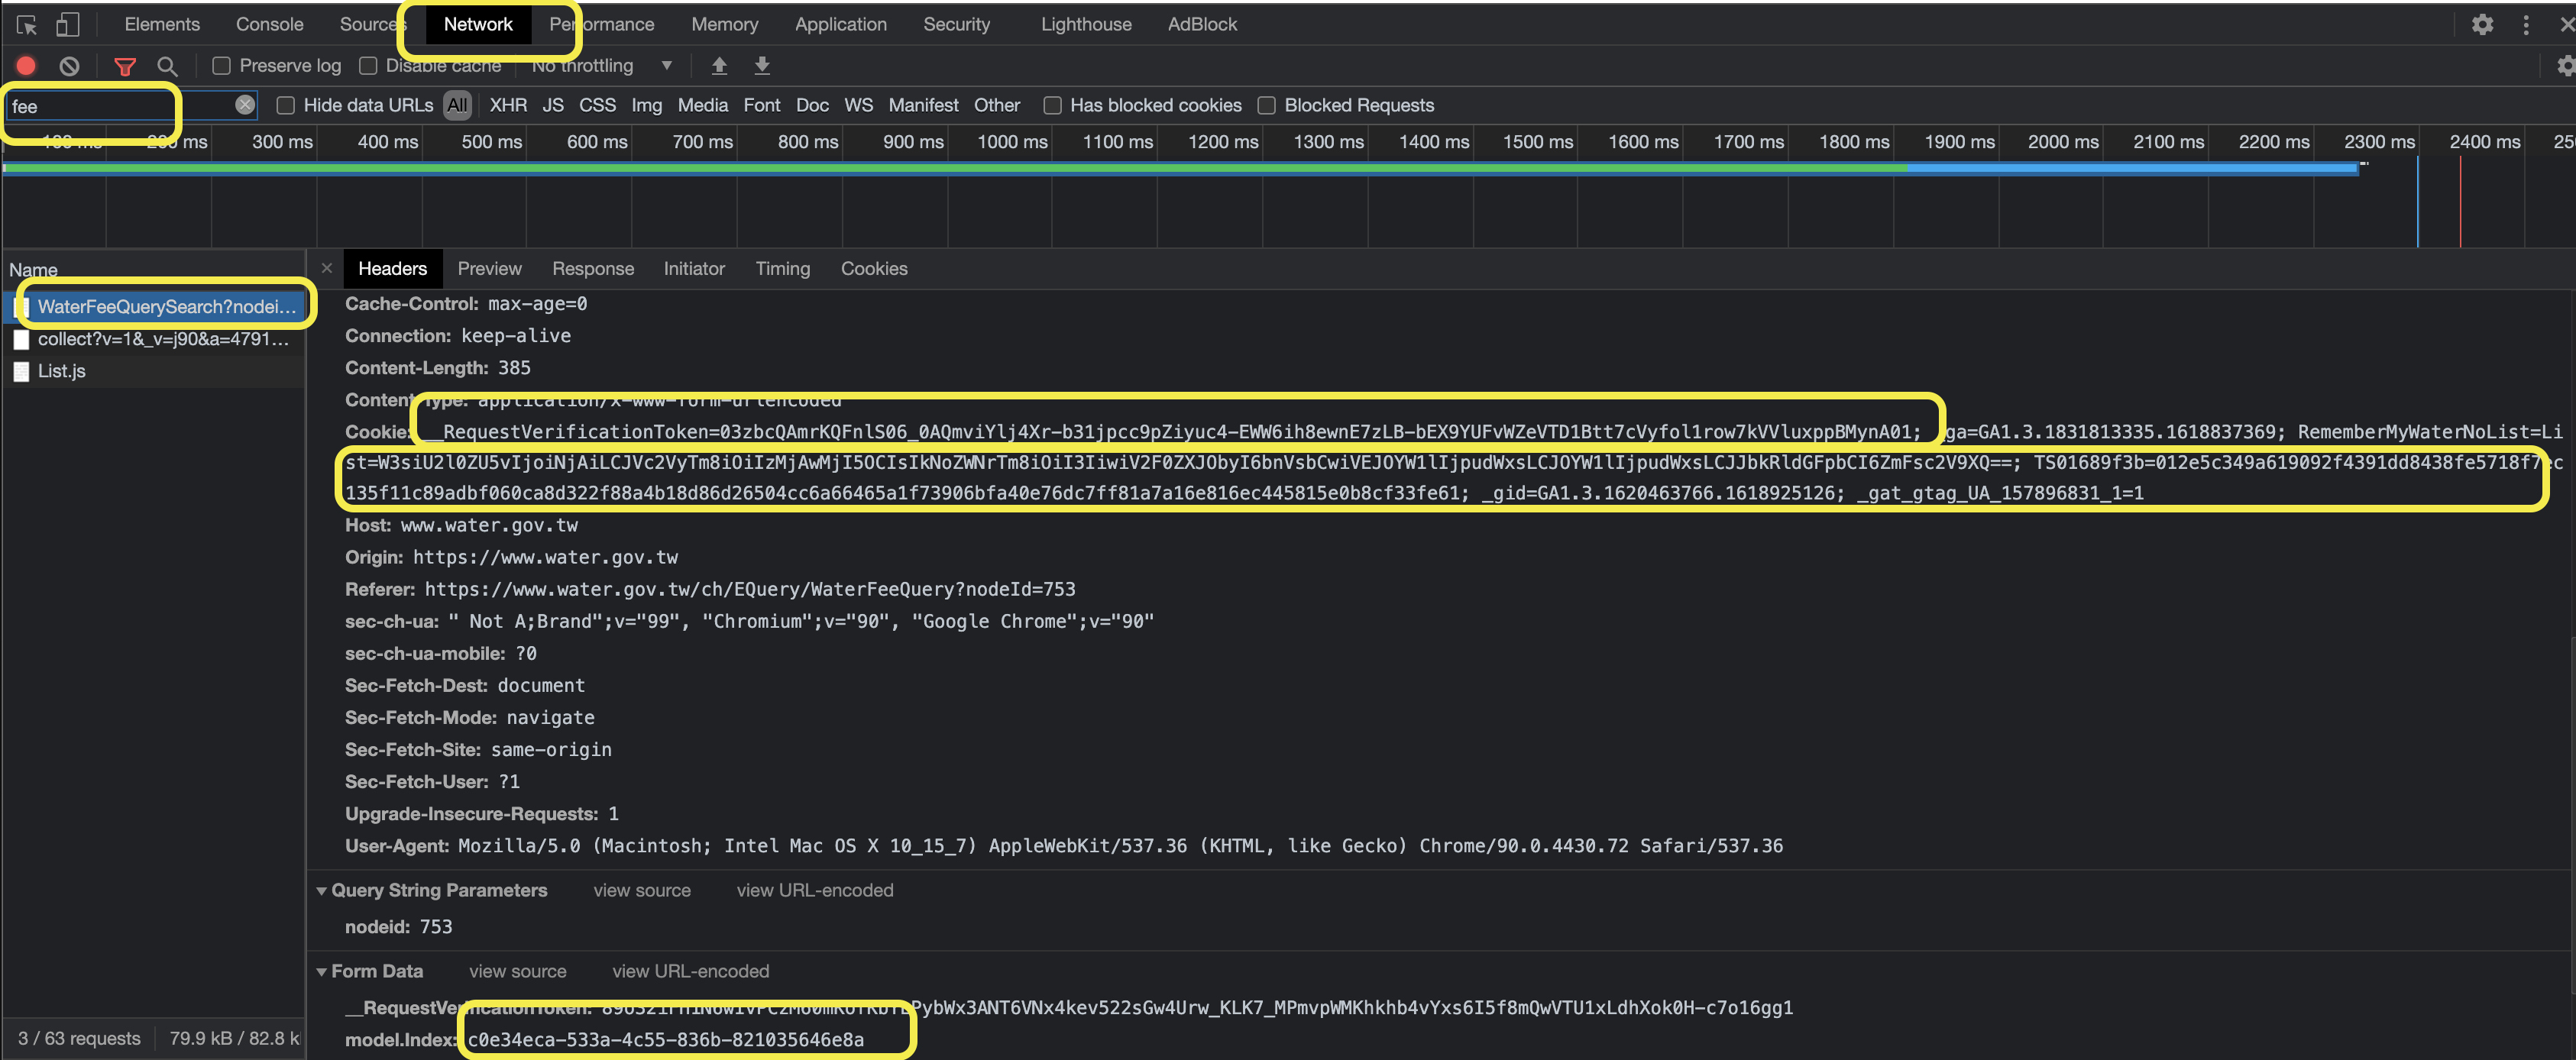 Elements Console Sources Network Performance Memory Application Security Lighthouse AdBlock
Preserve log Disable cache No throttling
fee Hide data URLs All XHR JS CSS Img Media Font Doc WS Manifest Other Has blocked cookies Blocked Requests
100 ms 200 ms 300 ms 400 ms 500 ms 600 ms 700 ms 800 ms 900 ms 1000 ms 1100 ms 1200 ms 1300 ms 1400 ms 1500 ms 1600 ms 1700 ms 1800 ms 1900 ms 2000 ms 2100 ms 2200 ms 2300 ms 2400 ms 250
Name
WaterFeeQuerySearch?nodei...
collect?v=1&_v=j90&a=4791...
List.js
3 / 63 requests 79.9 kB / 82.8 k
Headers Preview Response Initiator Timing Cookies
Cache-Control: max-age=0
Connection: keep-alive
Content-Length: 385
Content-Type: application/x-www-form-urlencoded
Cookie: __RequestVerificationToken=03zbcQAmrKQFnlS06_0AQmviYlj4Xr-b31jpcc9pZiyuc4-EWW6ih8ewnE7zLB-bEX9YUFvWZeVTD1Btt7cVyfol1row7kVVluxppBMynA01; _ga=GA1.3.1831813335.1618837369; RememberMyWaterNoList=Li
st=W3siU2l0ZU5vIjoiNjAiLCJVc2VyTm8iOiIzMjAwMjI5OCIsIkNoZWNrTm8iOiI3IiwiV2F0ZXJObyI6bnVsbCwiVEJOYW1lIjpudWxsLCJOYW1lIjpudWxsLCJJbkRldGFpbCI6ZmFsc2V9XQ==; TS01689f3b=012e5c349a619092f4391dd8438fe5718f7ec
135f11c89adbf060ca8d322f88a4b18d86d26504cc6a66465a1f73906bfa40e76dc7ff81a7a16e816ec445815e0b8cf33fe61; _gid=GA1.3.1620463766.1618925126; _gat_gtag_UA_157896831_1=1
Host: www.water.gov.tw
Origin: https://www.water.gov.tw
Referer: https://www.water.gov.tw/ch/EQuery/WaterFeeQuery?nodeId=753
sec-ch-ua: " Not A;Brand";v="99", "Chromium";v="90", "Google Chrome";v="90"
sec-ch-ua-mobile: ?0
Sec-Fetch-Dest: document
Sec-Fetch-Mode: navigate
Sec-Fetch-Site: same-origin
Sec-Fetch-User: ?1
Upgrade-Insecure-Requests: 1
User-Agent: Mozilla/5.0 (Macintosh; Intel Mac OS X 10_15_7) AppleWebKit/537.36 (KHTML, like Gecko) Chrome/90.0.4430.72 Safari/537.36
Query String Parameters view source view URL-encoded
nodeid: 753
Form Data view source view URL-encoded
__RequestVerificationToken: PybWx3ANT6VNx4kev522sGw4Urw_KLK7_MPmvpWMKhkhb4vYxs6I5f8mQwVTU1xLdhXok0H-c7o16gg1
model.Index: c0e34eca-533a-4c55-836b-821035646e8a